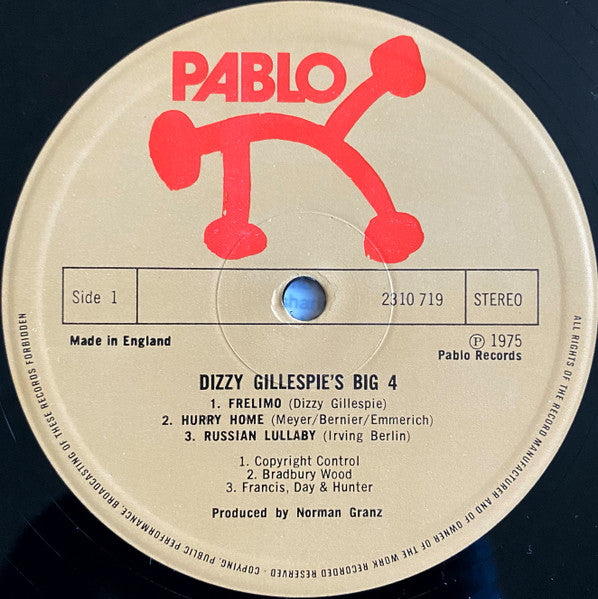 PABLO
Side 1
2310 719
STEREO
Made in England
Ⓟ 1975
Pablo Records
DIZZY GILLESPIE'S BIG 4
1. FRELIMO (Dizzy Gillespie)
2. HURRY HOME (Meyer/Bernier/Emmerich)
3. RUSSIAN LULLABY (Irving Berlin)
1. Copyright Control
2. Bradbury Wood
3. Francis, Day & Hunter
Produced by Norman Granz
ALL RIGHTS OF THE RECORD MANUFACTURER AND OF OWNER OF THE WORK RECORDED RESERVED · COPYING, PUBLIC PERFORMANCE, BROADCASTING OF THESE RECORDS FORBIDDEN